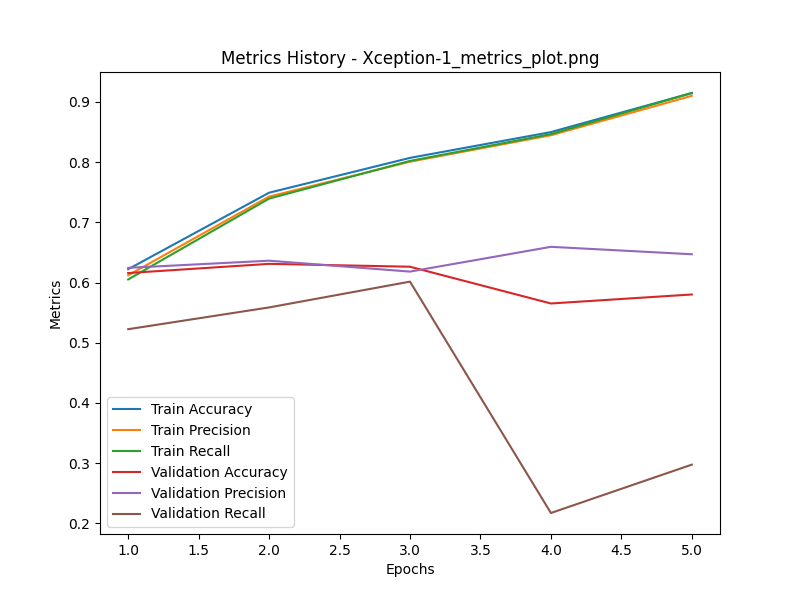 Metrics History - Xception-1_metrics_plot.png
0.9
0.8
0.7
0.6
0.5
0.4
0.3
0.2
Metrics
Train Accuracy
Train Precision
Train Recall
Validation Accuracy
Validation Precision
Validation Recall
1.0 1.5 2.0 2.5 3.0 3.5 4.0 4.5 5.0
Epochs